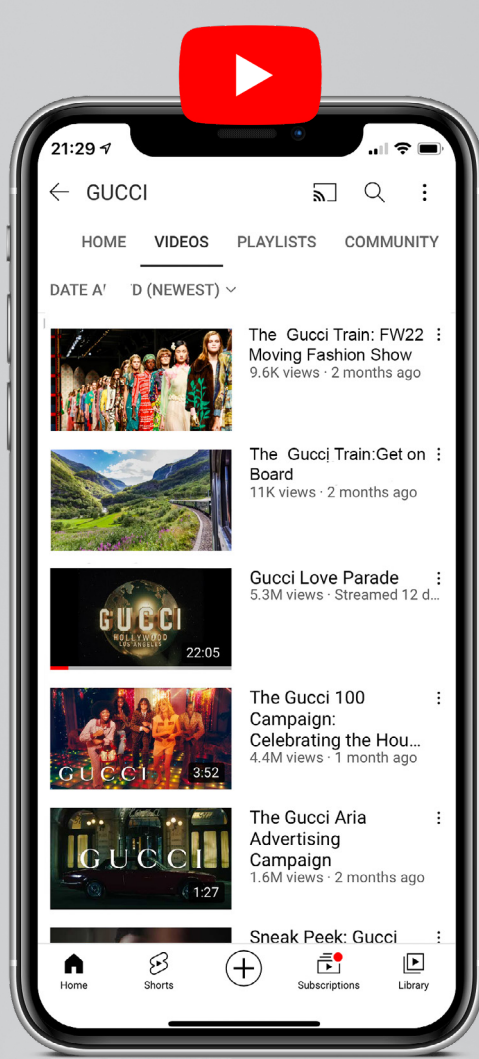 21:29
GUCCI
HOME VIDEOS PLAYLISTS COMMUNITY
DATE A D (NEWEST)
The Gucci Train: FW22
Moving Fashion Show
9.6K views · 2 months ago
The Gucci Train:Get on
Board
11K views · 2 months ago
GUCCI
HOLLYWOOD
LOS ANGELES
22:05
Gucci Love Parade
5.3M views · Streamed 12 d...
GUCCI
3:52
The Gucci 100
Campaign:
Celebrating the Hou...
4.4M views · 1 month ago
GUCCI
1:27
The Gucci Aria
Advertising
Campaign
1.6M views · 2 months ago
Sneak Peek: Gucci
Home Shorts Subscriptions Library